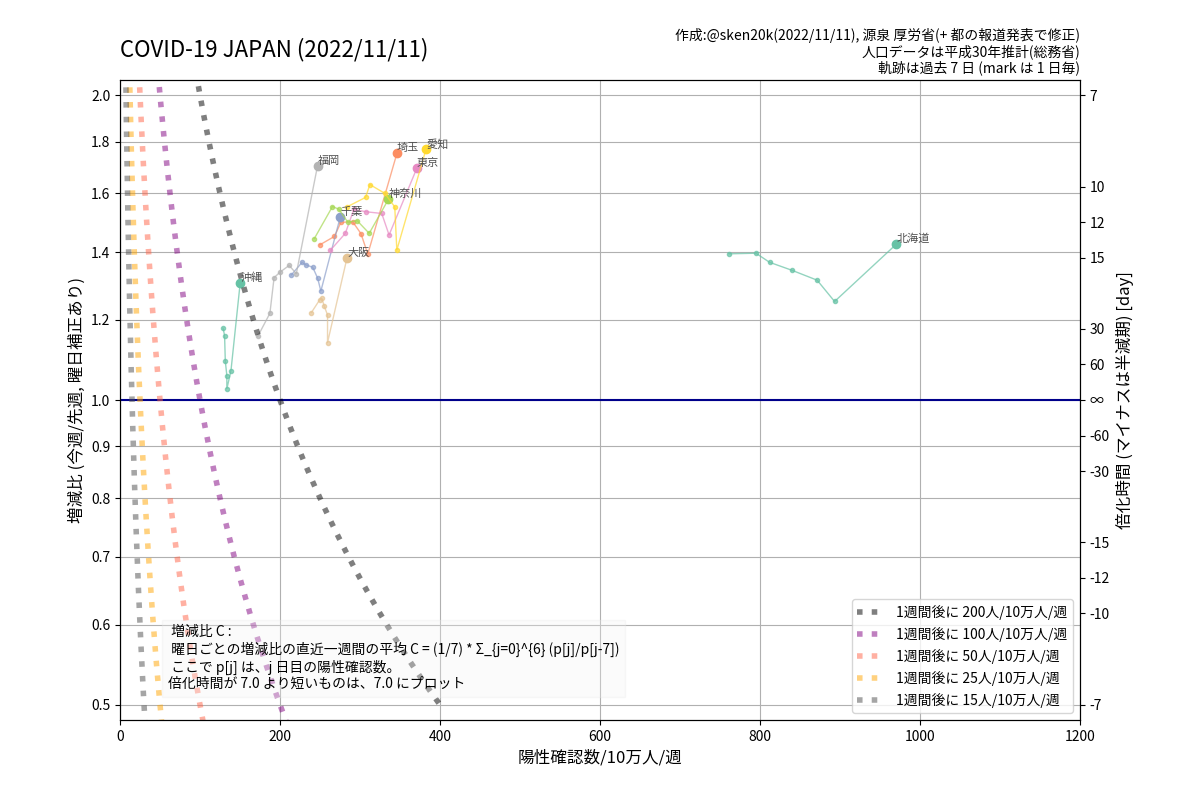 COVID-19 JAPAN (2022/11/11)
作成:@sken20k(2022/11/11), 源泉 厚労省(+ 都の報道発表で修正)
人口データは平成30年推計(総務省)
軌跡は過去 7 日 (mark は 1 日毎)
2.0
1.8
1.6
1.4
1.2
1.0
0.9
0.8
0.7
0.6
0.5
増減比 (今週/先週, 曜日補正あり)
7
10
12
15
30
60
∞
-60
-30
-15
-12
-10
-7
倍化時間 (マイナスは半減期) [day]
愛知
埼玉
東京
福岡
神奈川
千葉
北海道
大阪
沖縄
増減比 C :
曜日ごとの増減比の直近一週間の平均 C = (1/7) * Σ_{j=0}^{6} (p[j]/p[j-7])
ここで p[j] は、j 日目の陽性確認数。
倍化時間が 7.0 より短いものは、7.0 にプロット
1週間後に 200人/10万人/週
1週間後に 100人/10万人/週
1週間後に 50人/10万人/週
1週間後に 25人/10万人/週
1週間後に 15人/10万人/週
0 200 400 600 800 1000 1200
陽性確認数/10万人/週